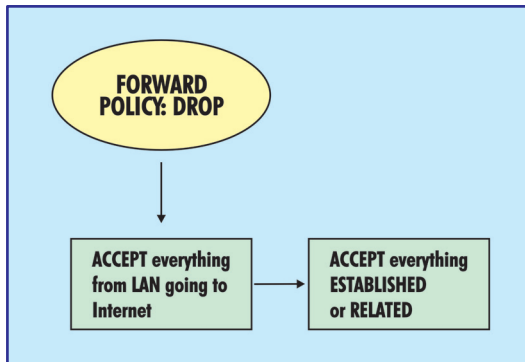 FORWARD
POLICY: DROP
ACCEPT everything
from LAN going to
Internet
ACCEPT everything
ESTABLISHED
or RELATED